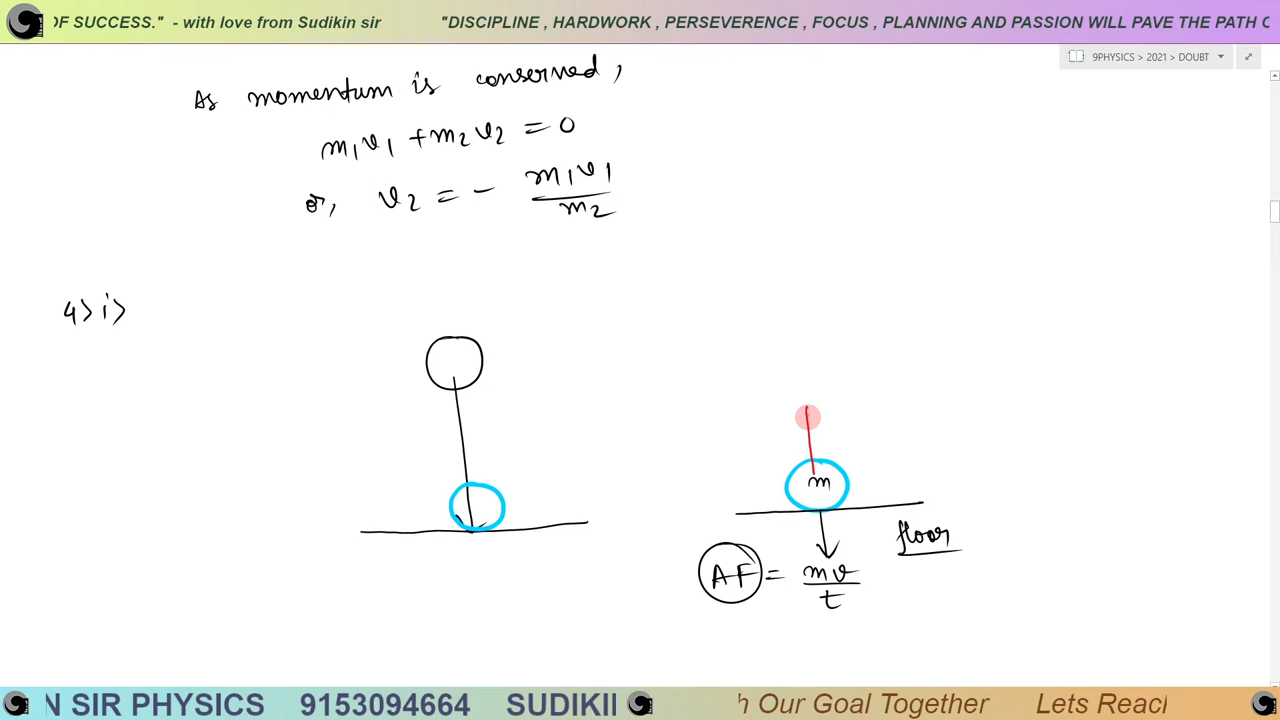 OF SUCCESS." - with love from Sudikin sir "DISCIPLINE , HARDWORK , PERSEVERENCE , FOCUS , PLANNING AND PASSION WILL PAVE THE PATH O
9PHYSICS > 2021 > DOUBT
As momentum is conserved,
m₁v₁ + m₂v₂ = 0
or, v₂ = - m₁v₁/m₂
4> i>
m
floor
AF = mv/t
N SIR PHYSICS 9153094664 SUDIKII h Our Goal Together Lets Reacl